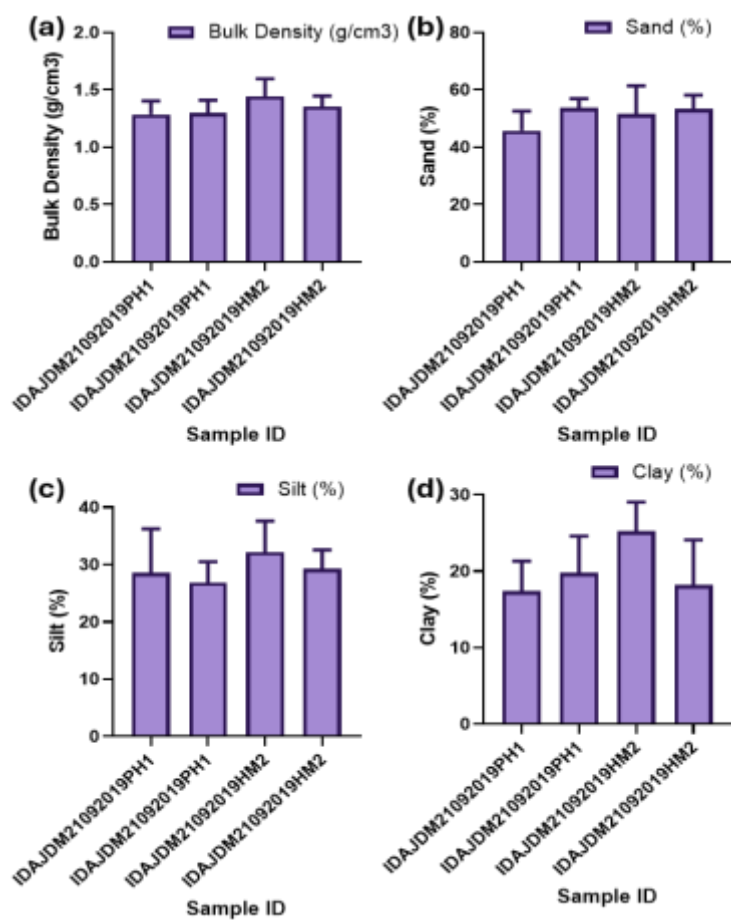 (a)
Bulk Density (g/cm3)
Bulk Density (g/cm3)
2.0
1.5
1.0
0.5
0.0
IDAJDM21092019PH1
IDAJDM21092019PH1
IDAJDM21092019HM2
IDAJDM21092019HM2
Sample ID
(b)
Sand (%)
Sand (%)
80
60
40
20
0
IDAJDM21092019PH1
IDAJDM21092019PH1
IDAJDM21092019HM2
IDAJDM21092019HM2
Sample ID
(c)
Silt (%)
Silt (%)
40
30
20
10
0
IDAJDM21092019PH1
IDAJDM21092019PH1
IDAJDM21092019HM2
IDAJDM21092019HM2
Sample ID
(d)
Clay (%)
Clay (%)
30
20
10
0
IDAJDM21092019PH1
IDAJDM21092019PH1
IDAJDM21092019HM2
IDAJDM21092019HM2
Sample ID